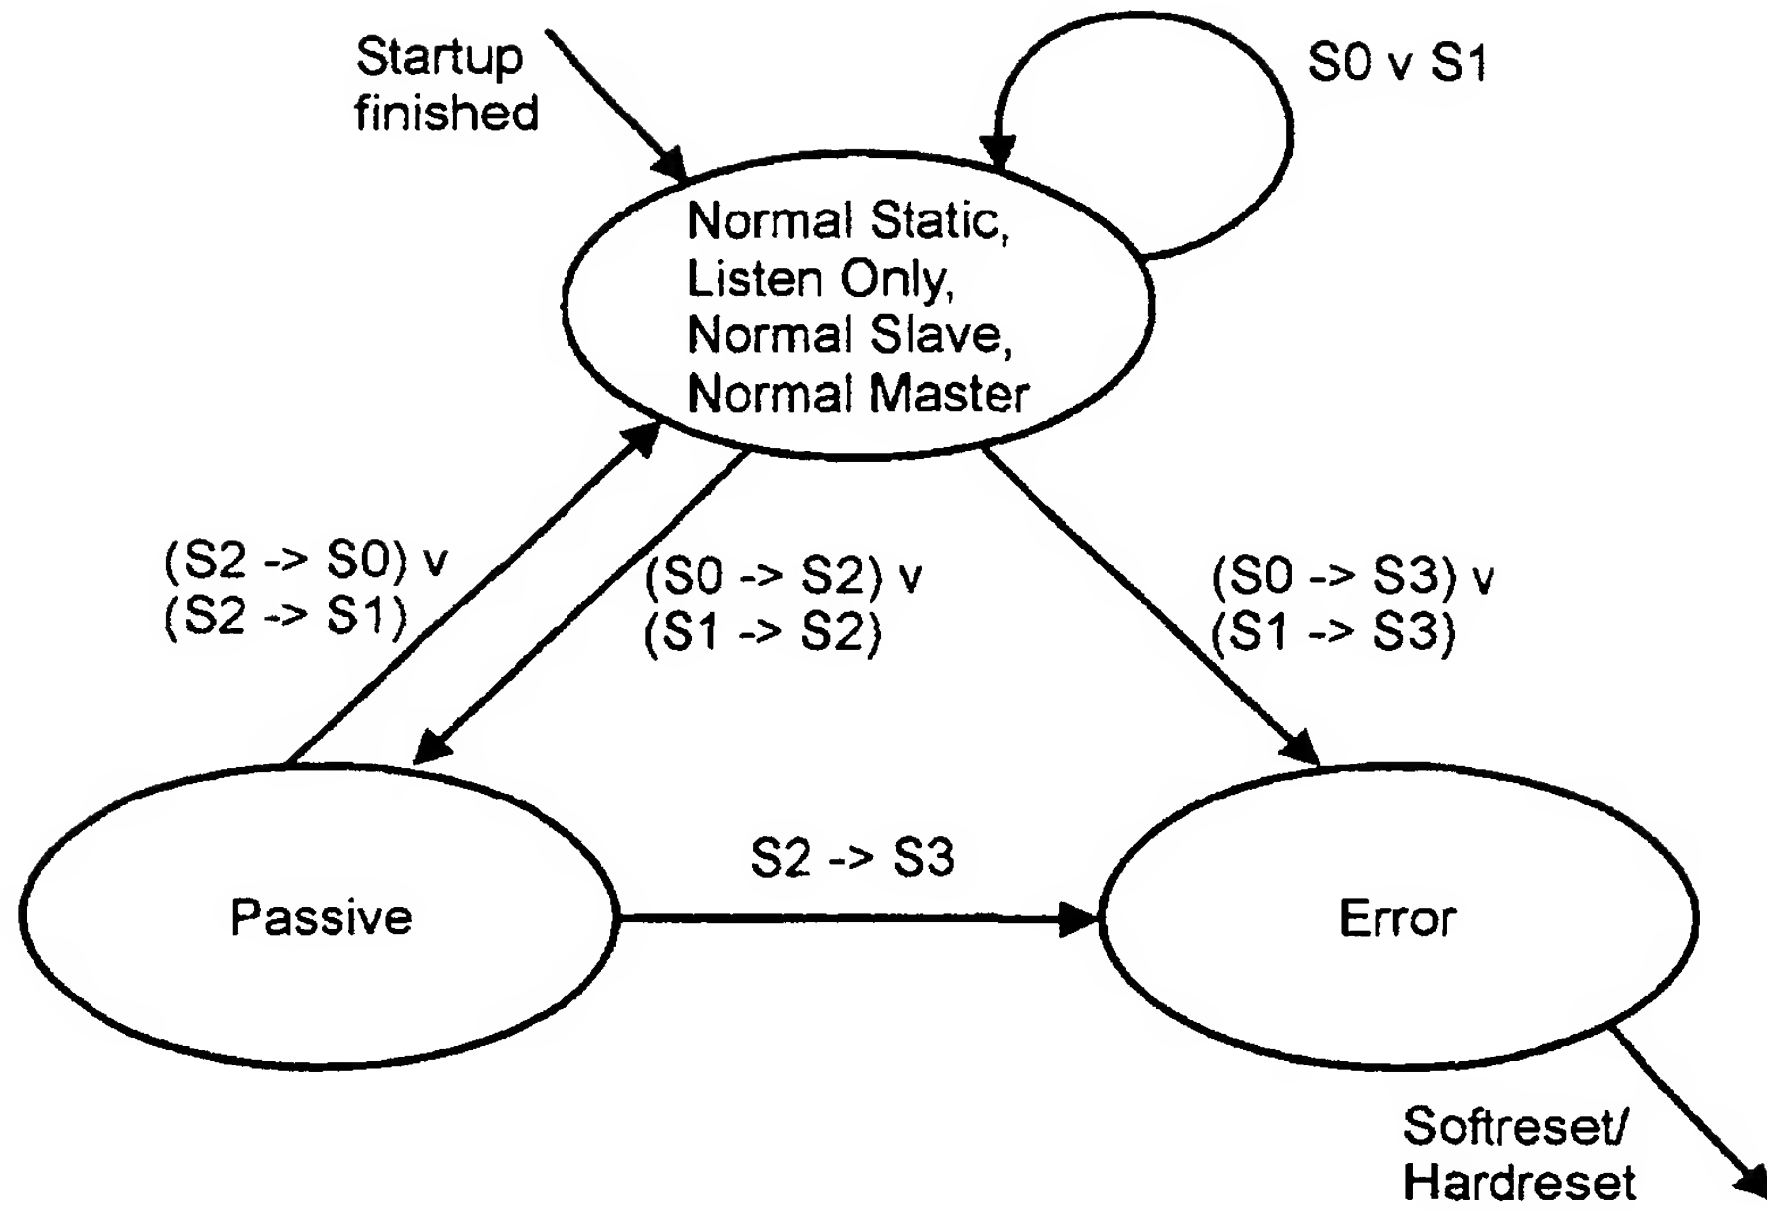 Startup
finished
S0 v S1
Normal Static,
Listen Only,
Normal Slave,
Normal Master
(S2 -> S0) v
(S2 -> S1)
(S0 -> S2) v
(S1 -> S2)
(S0 -> S3) v
(S1 -> S3)
S2 -> S3
Passive
Error
Softreset/
Hardreset